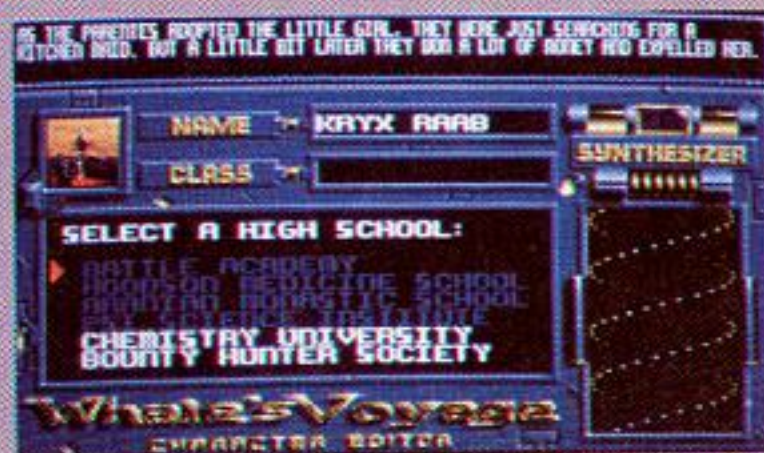 AS THE PARENTES ADOPTED THE LITTLE GIRL, THEY WERE JUST SEARCHING FOR A
KITCHEN MAID. BUT A LITTLE BIT LATER THEY WON A LOT OF MONEY AND EXPELLED HER.
NAME KRYX RAAB
SYNTHESIZER
CLASS
SELECT A HIGH SCHOOL:
BATTLE ACADEMY
MEDICINE SCHOOL
MONASTIC SCHOOL
SCIENCE INSTITUTE
CHEMISTRY UNIVERSITY
BOUNTY HUNTER SOCIETY
Whale's Voyage
CHARACTER EDITOR